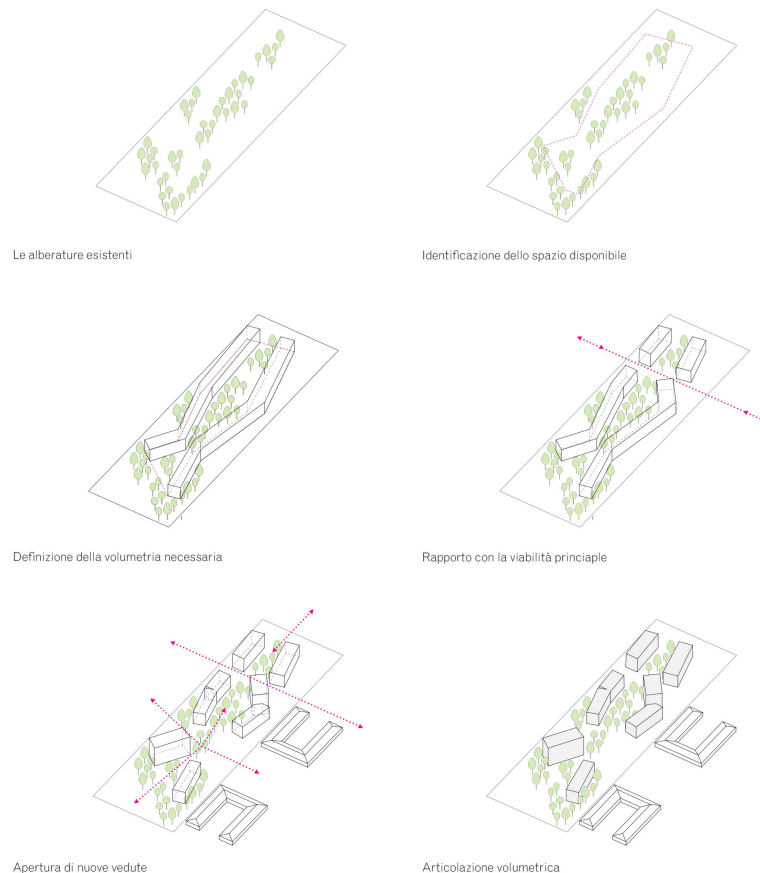 Le alberature esistenti
Identificazione dello spazio disponibile
Definizione della volumetria necessaria
Rapporto con la viabilità princiaple
Apertura di nuove vedute
Articolazione volumetrica